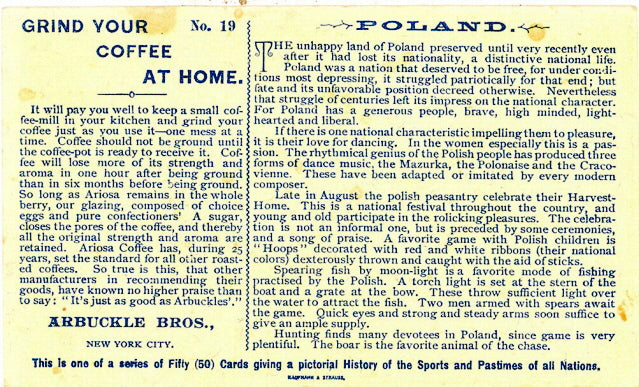 GRIND YOUR No. 19
COFFEE
AT HOME.
It will pay you well to keep a small cof-
fee-mill in your kitchen and grind your
coffee just as you use it—one mess at a
time. Coffee should not be ground until
the coffee-pot is ready to receive it. Cof-
fee will lose more of its strength and
aroma in one hour after being ground
than in six months before being ground.
So long as Ariosa remains in the whole
berry, our glazing, composed of choice
eggs and pure confectioners' A sugar,
closes the pores of the coffee, and thereby
all the original strength and aroma are
retained. Ariosa Coffee has, during 25
years, set the standard for all other roast-
ed coffees. So true is this, that other
manufacturers in recommending their
goods, have known no higher praise than
to say: "It's just as good as Arbuckles'."
ARBUCKLE BROS.,
NEW YORK CITY.
POLAND.
THE unhappy land of Poland preserved until very recently even
after it had lost its nationality, a distinctive national life.
Poland was a nation that deserved to be free, for under condi-
tions most depressing, it struggled patriotically for that end; but
fate and its unfavorable position decreed otherwise. Nevertheless
that struggle of centuries left its impress on the national character.
For Poland has a generous people, brave, high minded, light-
hearted and liberal.
If there is one national characteristic impelling them to pleasure,
it is their love for dancing. In the women especially this is a pas-
sion. The rhythmical genius of the Polish people has produced three
forms of dance music, the Mazurka, the Polonaise and the Craco-
vienne. These have been adapted or imitated by every modern
composer.
Late in August the polish peasantry celebrate their Harvest-
Home. This is a national festival throughout the country, and
young and old participate in the rolicking pleasures. The celebra-
tion is not an informal one, but is preceded by some ceremonies,
and a song of praise. A favorite game with Polish children is
"Hoops" decorated with red and white ribbons (their national
colors) dexterously thrown and caught with the aid of sticks.
Spearing fish by moon-light is a favorite mode of fishing
practised by the Polish. A torch light is set at the stern of the
boat and a grate at the bow. These throw sufficient light over
the water to attract the fish. Two men armed with spears await
the game. Quick eyes and strong and steady arms soon suffice to
give an ample supply.
Hunting finds many devotees in Poland, since game is very
plentiful. The boar is the favorite animal of the chase.
This is one of a series of Fifty (50) Cards giving a pictorial History of the Sports and Pastimes of all Nations.
KAUFMANN & STRAUSS.